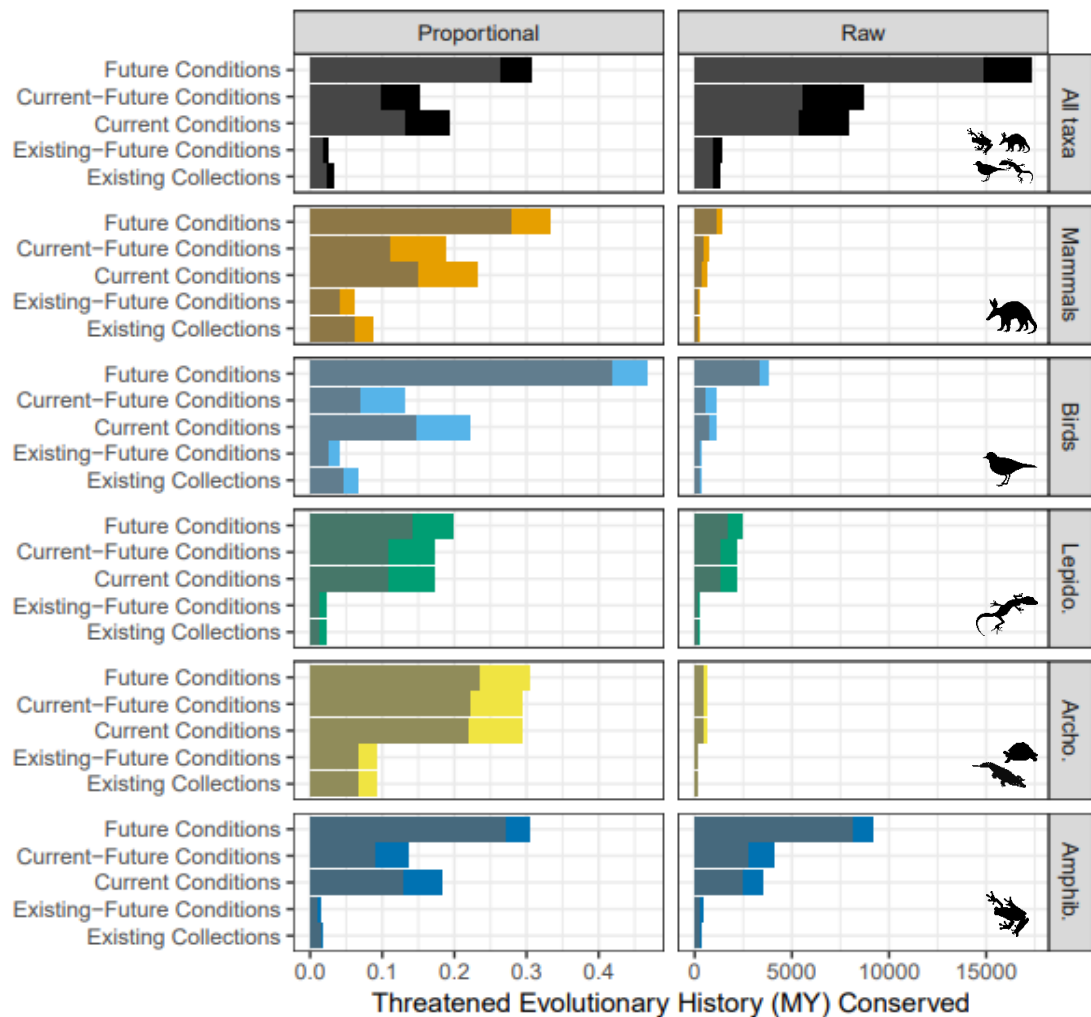 Proportional Raw
Future Conditions
Current−Future Conditions
Current Conditions
Existing−Future Conditions
Existing Collections
All taxa
Future Conditions
Current−Future Conditions
Current Conditions
Existing−Future Conditions
Existing Collections
Mammals
Future Conditions
Current−Future Conditions
Current Conditions
Existing−Future Conditions
Existing Collections
Birds
Future Conditions
Current−Future Conditions
Current Conditions
Existing−Future Conditions
Existing Collections
Lepido.
Future Conditions
Current−Future Conditions
Current Conditions
Existing−Future Conditions
Existing Collections
Archo.
Future Conditions
Current−Future Conditions
Current Conditions
Existing−Future Conditions
Existing Collections
Amphib.
0.0 0.1 0.2 0.3 0.4 0 5000 10000 15000
Threatened Evolutionary History (MY) Conserved